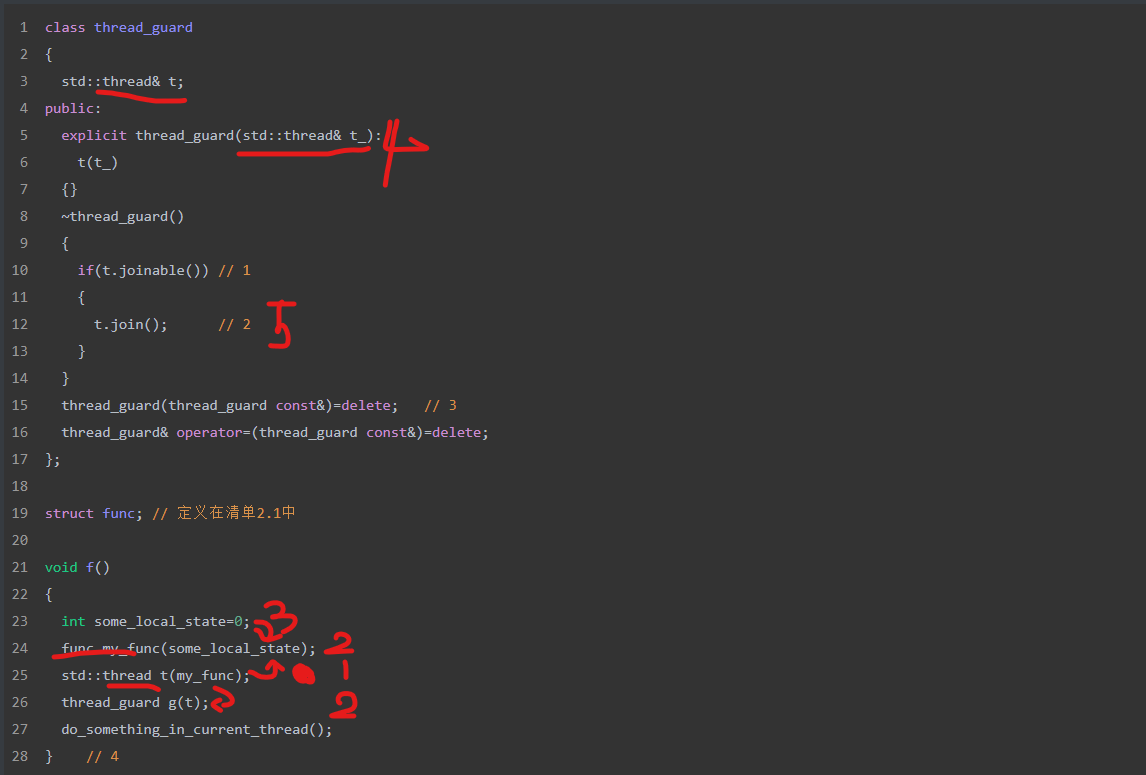 1 class thread_guard
2 {
3 std::thread& t;
4 public:
5 explicit thread_guard(std::thread& t_): 4
6 t(t_)
7 {}
8 ~thread_guard()
9 {
10 if(t.joinable()) // 1
11 {
12 t.join(); // 2 5
13 }
14 }
15 thread_guard(thread_guard const&)=delete; // 3
16 thread_guard& operator=(thread_guard const&)=delete;
17 };
18
19 struct func; // 定义在清单2.1中
20
21 void f()
22 {
23 int some_local_state=0; 3
24 func my_func(some_local_state); 2
25 std::thread t(my_func); 1
26 thread_guard g(t); 2
27 do_something_in_current_thread();
28 } // 4